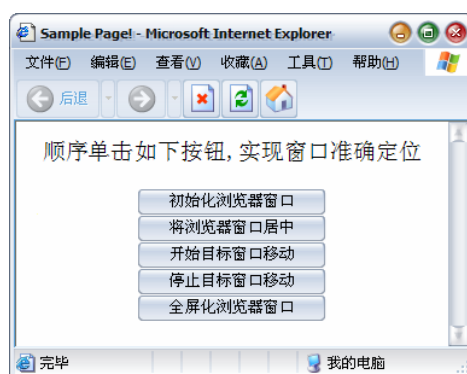 Sample Page! - Microsoft Internet Explorer
文件(F) 编辑(E) 查看(V) 收藏(A) 工具(T) 帮助(H)
后退
顺序单击如下按钮,实现窗口准确定位
初始化浏览器窗口
将浏览器窗口居中
开始目标窗口移动
停止目标窗口移动
全屏化浏览器窗口
完毕 我的电脑